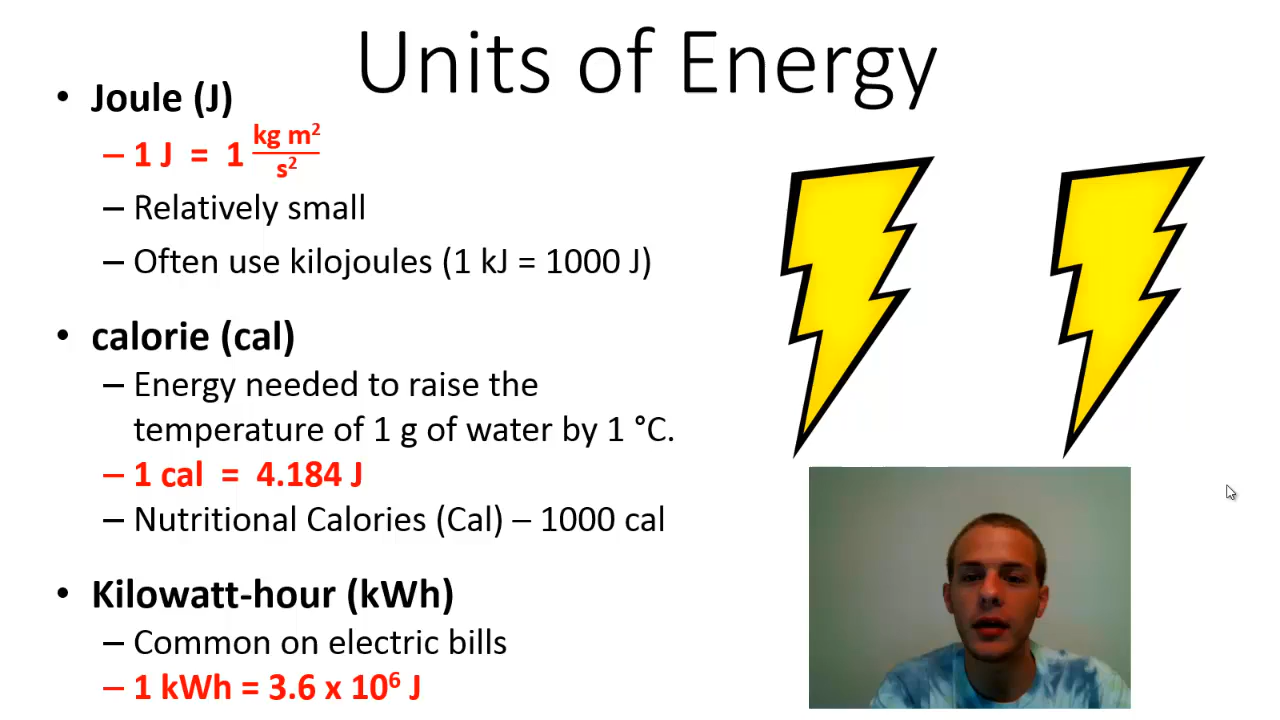 Units of Energy
• Joule (J)
– 1 J = 1 kg m² / s²
– Relatively small
– Often use kilojoules (1 kJ = 1000 J)
• calorie (cal)
– Energy needed to raise the
temperature of 1 g of water by 1 °C.
– 1 cal = 4.184 J
– Nutritional Calories (Cal) – 1000 cal
• Kilowatt-hour (kWh)
– Common on electric bills
– 1 kWh = 3.6 x 10⁶ J